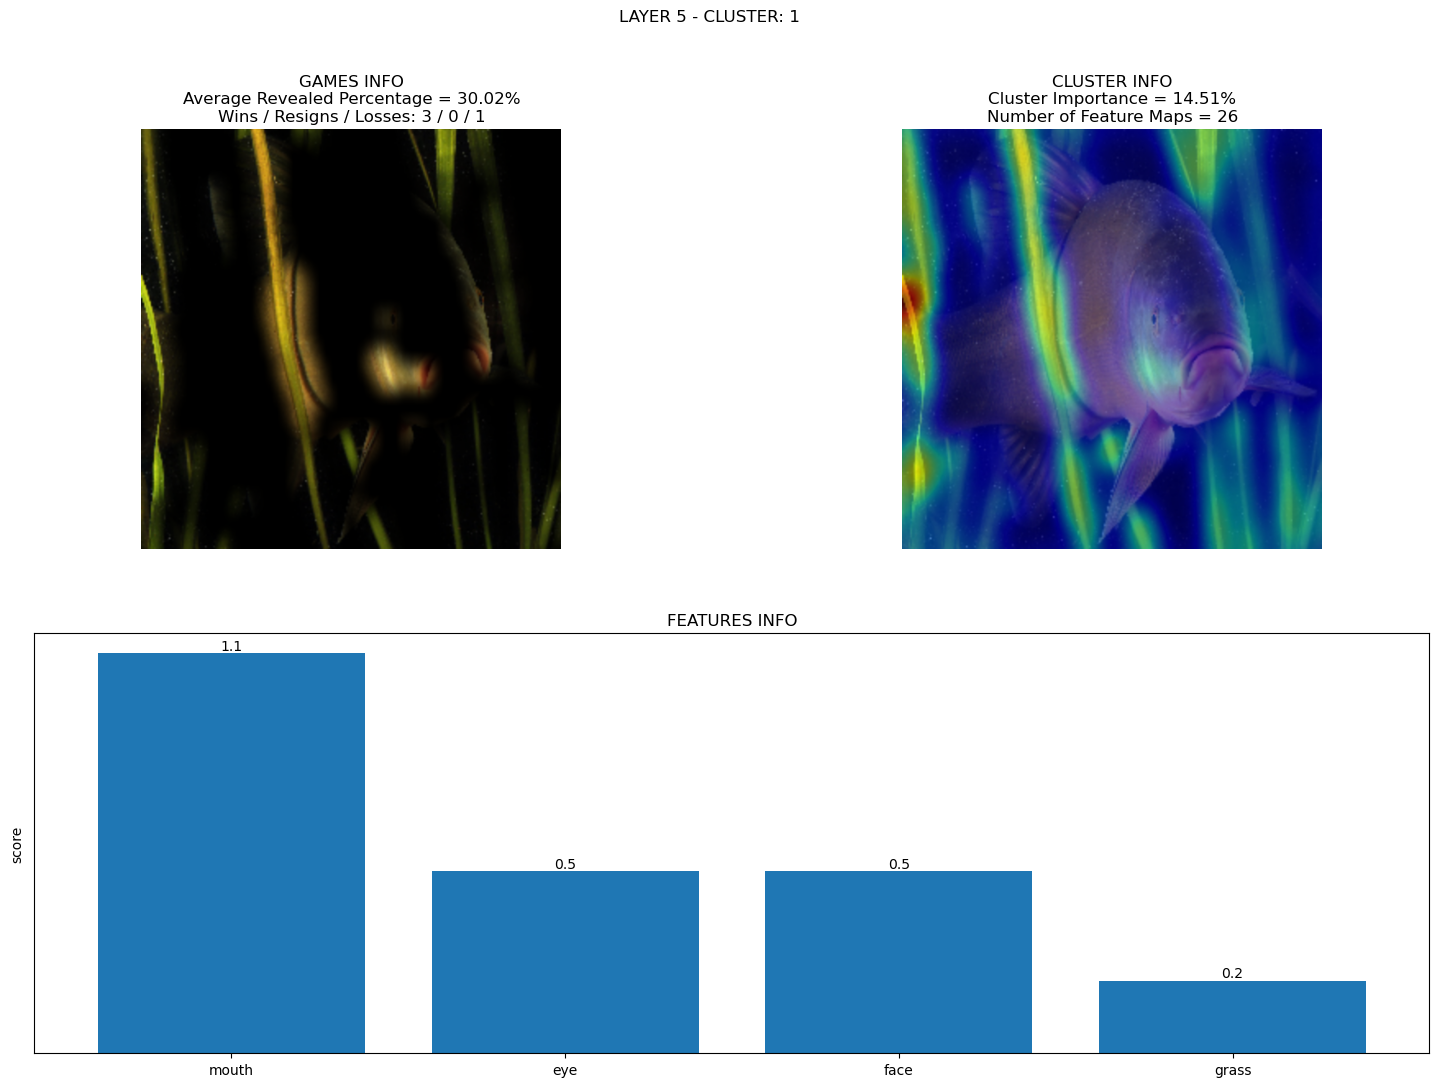 LAYER 5 - CLUSTER: 1
GAMES INFO
Average Revealed Percentage = 30.02%
Wins / Resigns / Losses: 3 / 0 / 1
CLUSTER INFO
Cluster Importance = 14.51%
Number of Feature Maps = 26
FEATURES INFO
score
1.1
0.5
0.5
0.2
mouth
eye
face
grass